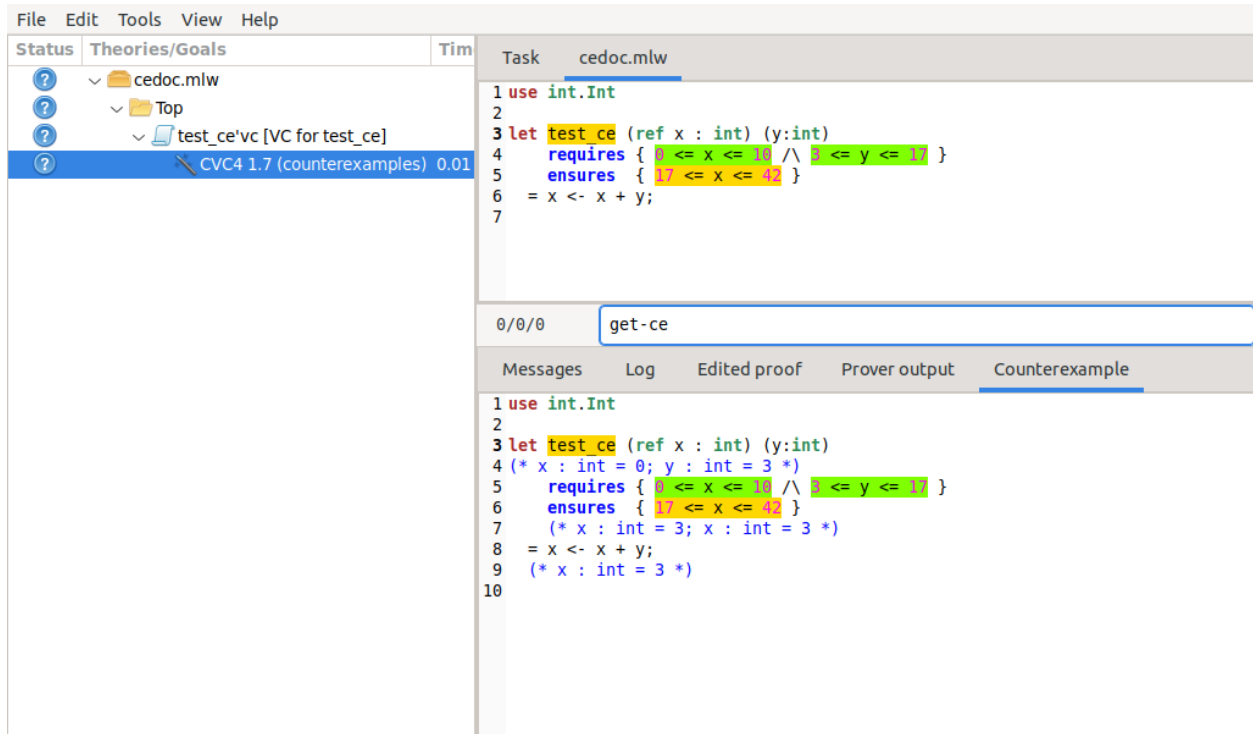 File Edit Tools View Help
Status Theories/Goals Tim
cedoc.mlw
Top
test_ce'vc [VC for test_ce]
CVC4 1.7 (counterexamples) 0.01
Task cedoc.mlw
1 use int.Int
2
3 let test_ce (ref x : int) (y:int)
4 requires { 0 <= x <= 10 /\ 3 <= y <= 17 }
5 ensures { 17 <= x <= 42 }
6 = x <- x + y;
7
0/0/0 get-ce
Messages Log Edited proof Prover output Counterexample
1 use int.Int
2
3 let test_ce (ref x : int) (y:int)
4 (* x : int = 0; y : int = 3 *)
5 requires { 0 <= x <= 10 /\ 3 <= y <= 17 }
6 ensures { 17 <= x <= 42 }
7 (* x : int = 3; x : int = 3 *)
8 = x <- x + y;
9 (* x : int = 3 *)
10